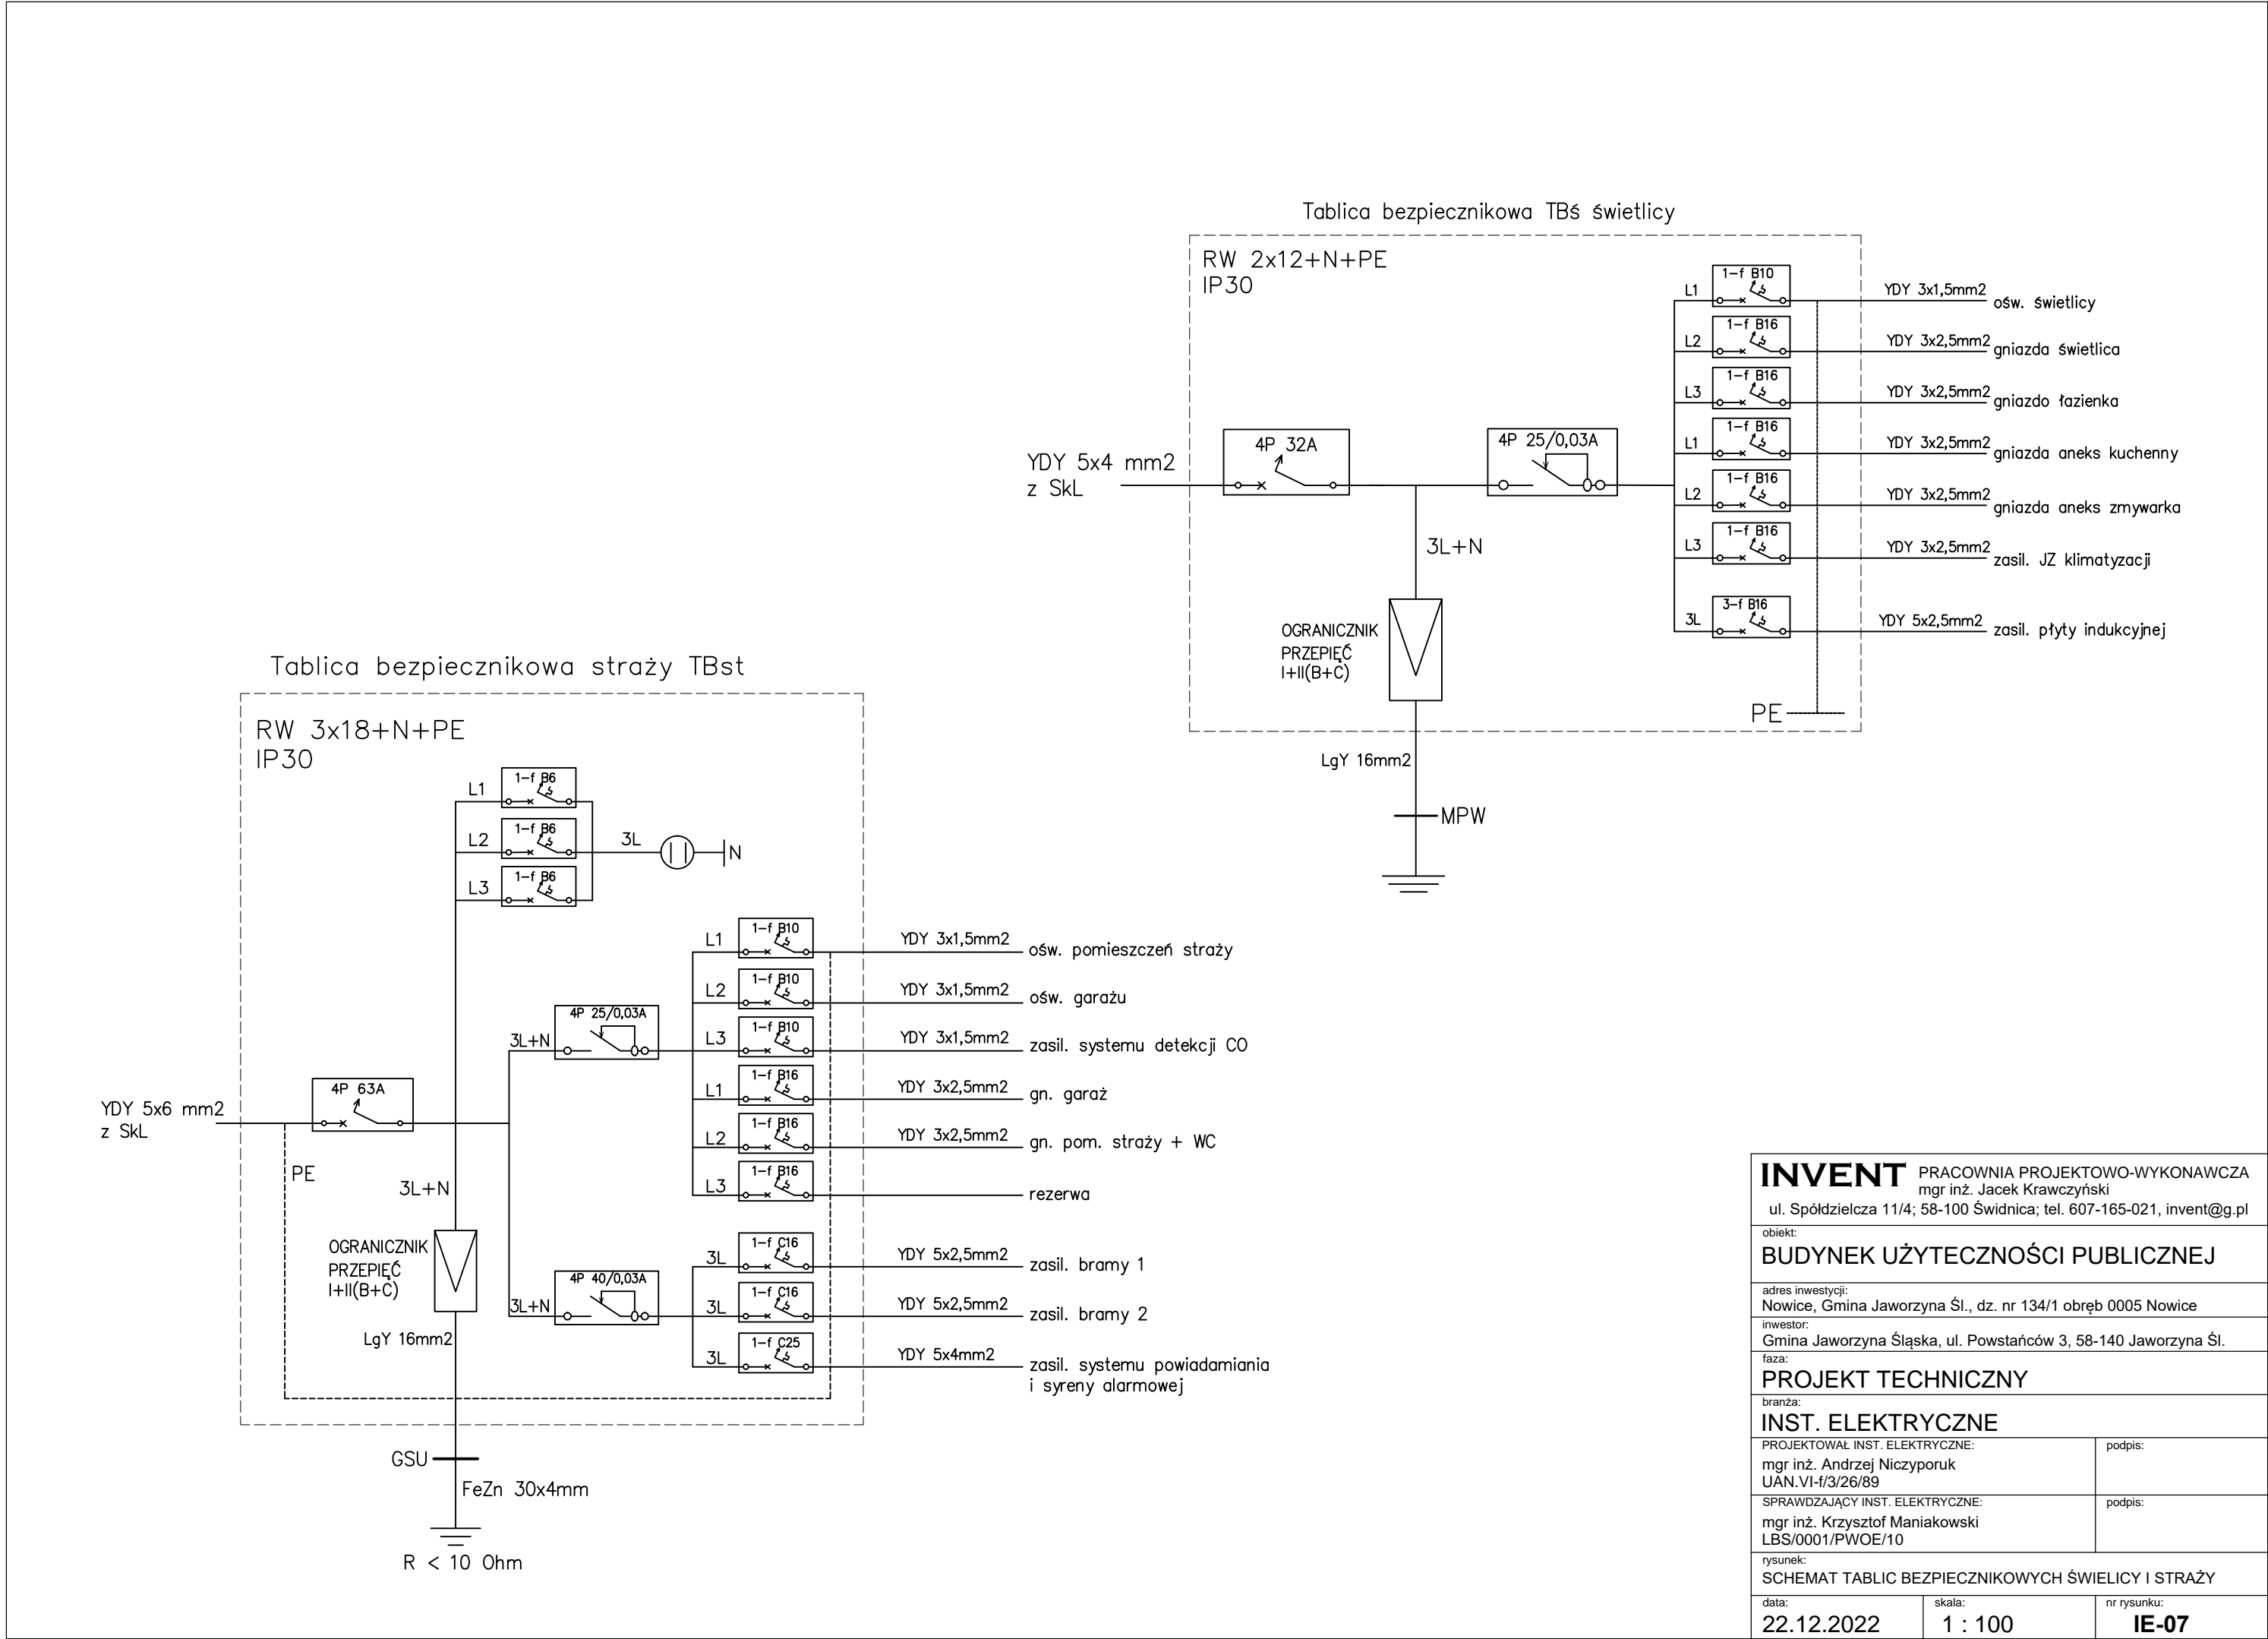 Tablica bezpiecznikowa TBś świetlicy
RW 2x12+N+PE
IP30
YDY 5x4 mm2
z SkL
4P 32A
4P 25/0,03A
3L+N
OGRANICZNIK
PRZEPIĘĆ
I+II(B+C)
LgY 16mm2
MPW
L1 1-f B10 YDY 3x1,5mm2 ośw. świetlicy
L2 1-f B16 YDY 3x2,5mm2 gniazda świetlica
L3 1-f B16 YDY 3x2,5mm2 gniazdo łazienka
L1 1-f B16 YDY 3x2,5mm2 gniazda aneks kuchenny
L2 1-f B16 YDY 3x2,5mm2 gniazda aneks zmywarka
L3 1-f B16 YDY 3x2,5mm2 zasil. JZ klimatyzacji
3L 3-f B16 YDY 5x2,5mm2 zasil. płyty indukcyjnej
PE
Tablica bezpiecznikowa straży TBst
RW 3x18+N+PE
IP30
L1 1-f B6
L2 1-f B6 3L N
L3 1-f B6
YDY 5x6 mm2
z SkL
4P 63A
PE
3L+N
OGRANICZNIK
PRZEPIĘĆ
I+II(B+C)
LgY 16mm2
GSU
FeZn 30x4mm
R < 10 Ohm
3L+N 4P 25/0,03A
L1 1-f B10 YDY 3x1,5mm2 ośw. pomieszczeń straży
L2 1-f B10 YDY 3x1,5mm2 ośw. garażu
L3 1-f B10 YDY 3x1,5mm2 zasil. systemu detekcji CO
L1 1-f B16 YDY 3x2,5mm2 gn. garaż
L2 1-f B16 YDY 3x2,5mm2 gn. pom. straży + WC
L3 1-f B16 rezerwa
3L+N 4P 40/0,03A
3L 1-f C16 YDY 5x2,5mm2 zasil. bramy 1
3L 1-f C16 YDY 5x2,5mm2 zasil. bramy 2
3L 1-f C25 YDY 5x4mm2 zasil. systemu powiadamiania
i syreny alarmowej
INVENT PRACOWNIA PROJEKTOWO-WYKONAWCZA
mgr inż. Jacek Krawczyński
ul. Spółdzielcza 11/4; 58-100 Świdnica; tel. 607-165-021, invent@g.pl
obiekt:
BUDYNEK UŻYTECZNOŚCI PUBLICZNEJ
adres inwestycji:
Nowice, Gmina Jaworzyna Śl., dz. nr 134/1 obręb 0005 Nowice
inwestor:
Gmina Jaworzyna Śląska, ul. Powstańców 3, 58-140 Jaworzyna Śl.
faza:
PROJEKT TECHNICZNY
branża:
INST. ELEKTRYCZNE
PROJEKTOWAŁ INST. ELEKTRYCZNE: podpis:
mgr inż. Andrzej Niczyporuk
UAN.VI-f/3/26/89
SPRAWDZAJĄCY INST. ELEKTRYCZNE: podpis:
mgr inż. Krzysztof Maniakowski
LBS/0001/PWOE/10
rysunek:
SCHEMAT TABLIC BEZPIECZNIKOWYCH ŚWIELICY I STRAŻY
data: skala: nr rysunku:
22.12.2022 1 : 100 IE-07